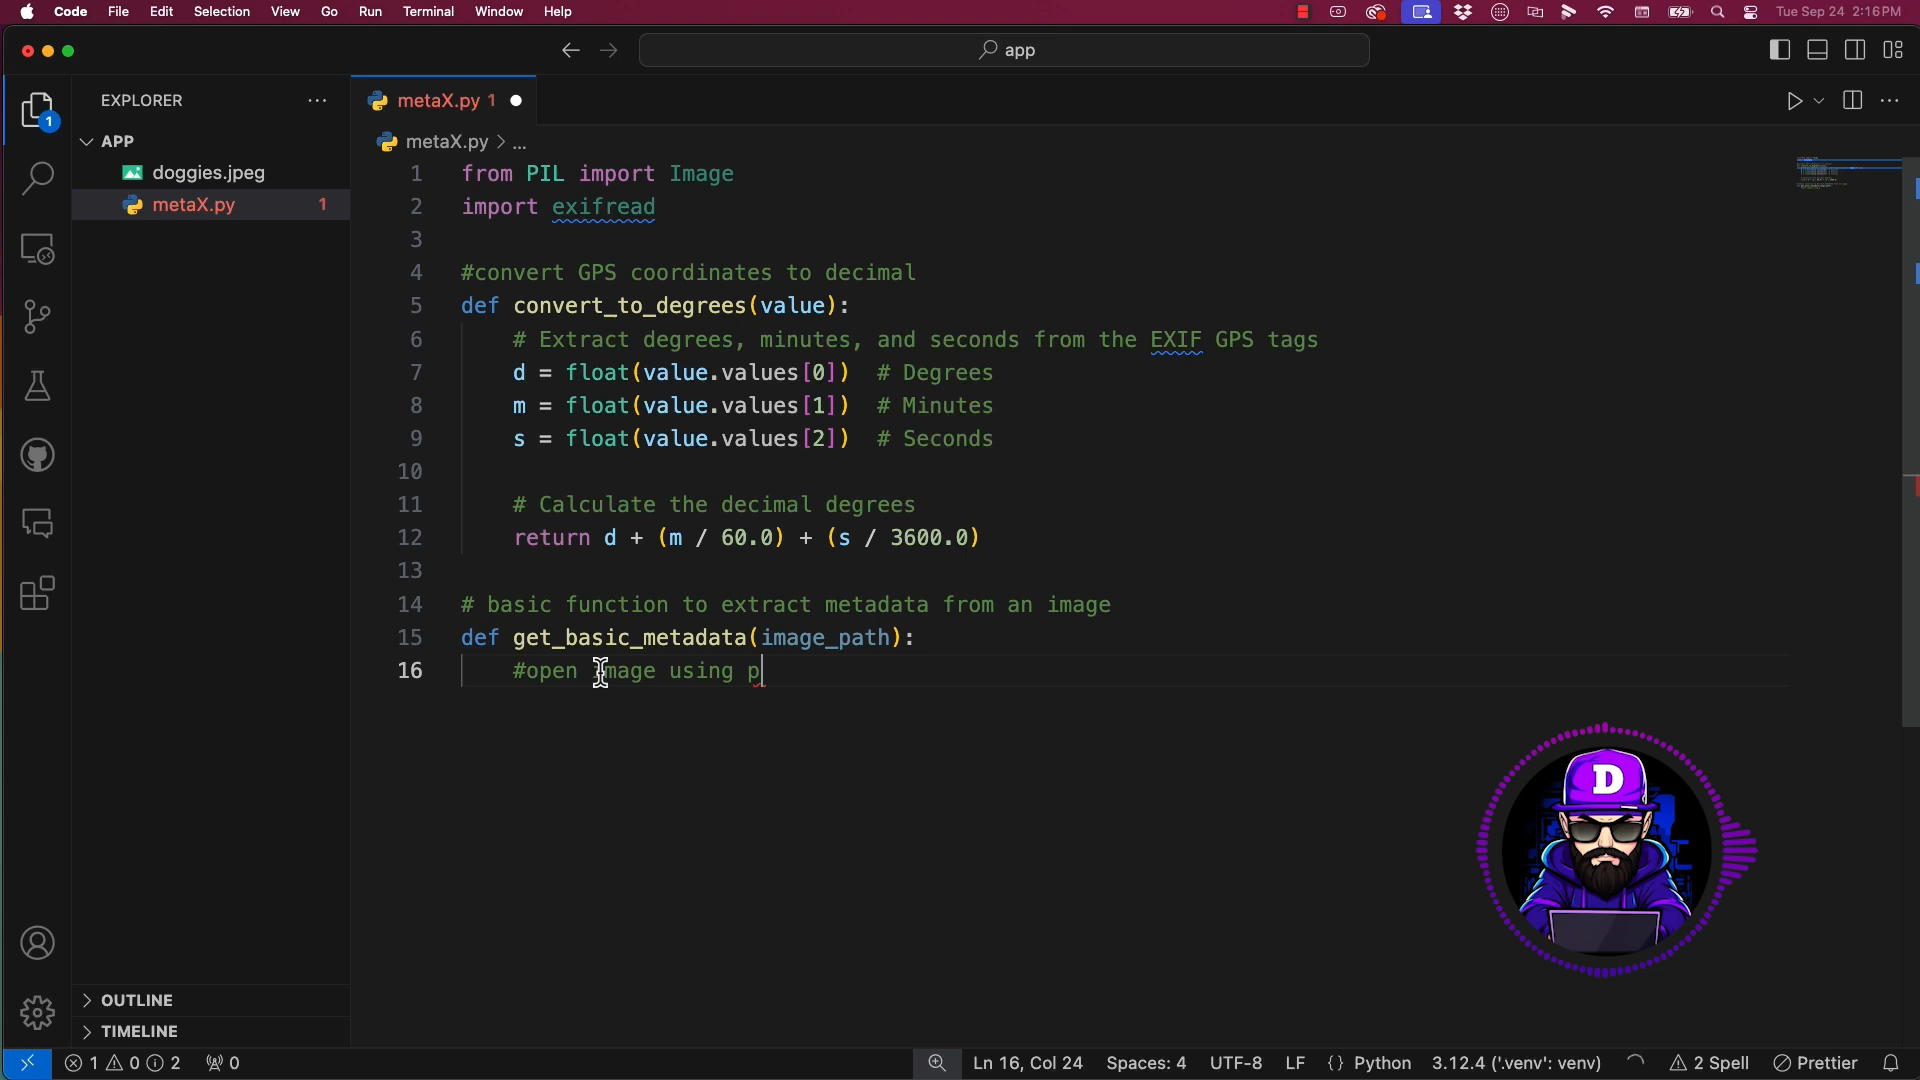 Code File Edit Selection View Go Run Terminal Window Help Tue Sep 24 2:16 PM
app
EXPLORER
APP
doggies.jpeg
metaX.py 1
1
OUTLINE
TIMELINE
metaX.py 1
metaX.py > ...
1 from PIL import Image
2 import exifread
3
4 #convert GPS coordinates to decimal
5 def convert_to_degrees(value):
6 # Extract degrees, minutes, and seconds from the EXIF GPS tags
7 d = float(value.values[0]) # Degrees
8 m = float(value.values[1]) # Minutes
9 s = float(value.values[2]) # Seconds
10
11 # Calculate the decimal degrees
12 return d + (m / 60.0) + (s / 3600.0)
13
14 # basic function to extract metadata from an image
15 def get_basic_metadata(image_path):
16 #open image using p
D
1 0 2 0 Ln 16, Col 24 Spaces: 4 UTF-8 LF {} Python 3.12.4 ('.venv': venv) 2 Spell Prettier